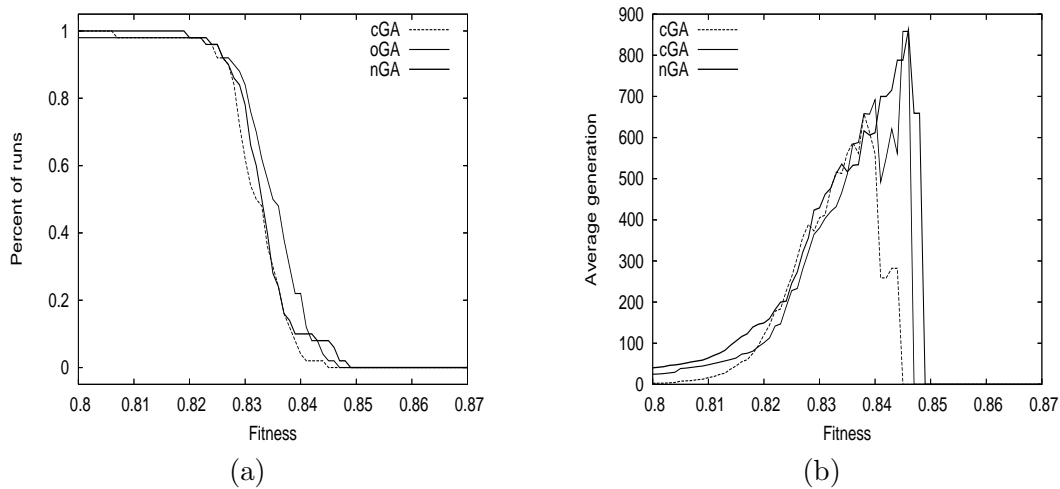 Percent of runs
1
0.8
0.6
0.4
0.2
0
0.8 0.81 0.82 0.83 0.84 0.85 0.86 0.87
Fitness
cGA
oGA
nGA
(a)
Average generation
900
800
700
600
500
400
300
200
100
0
0.8 0.81 0.82 0.83 0.84 0.85 0.86 0.87
Fitness
cGA
cGA
nGA
(b)